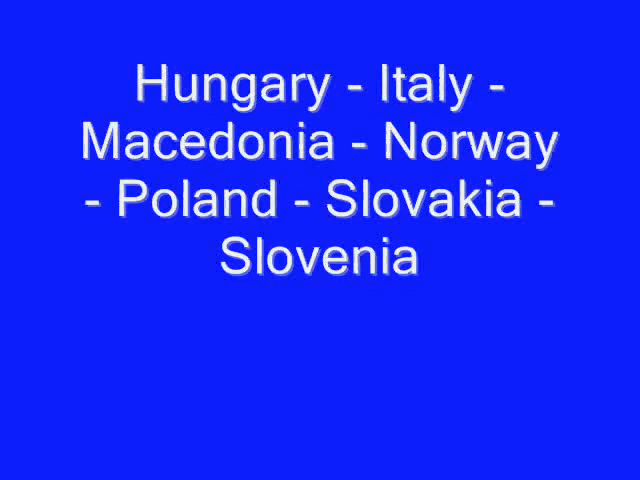 Hungary - Italy -
Macedonia - Norway
- Poland - Slovakia -
Slovenia